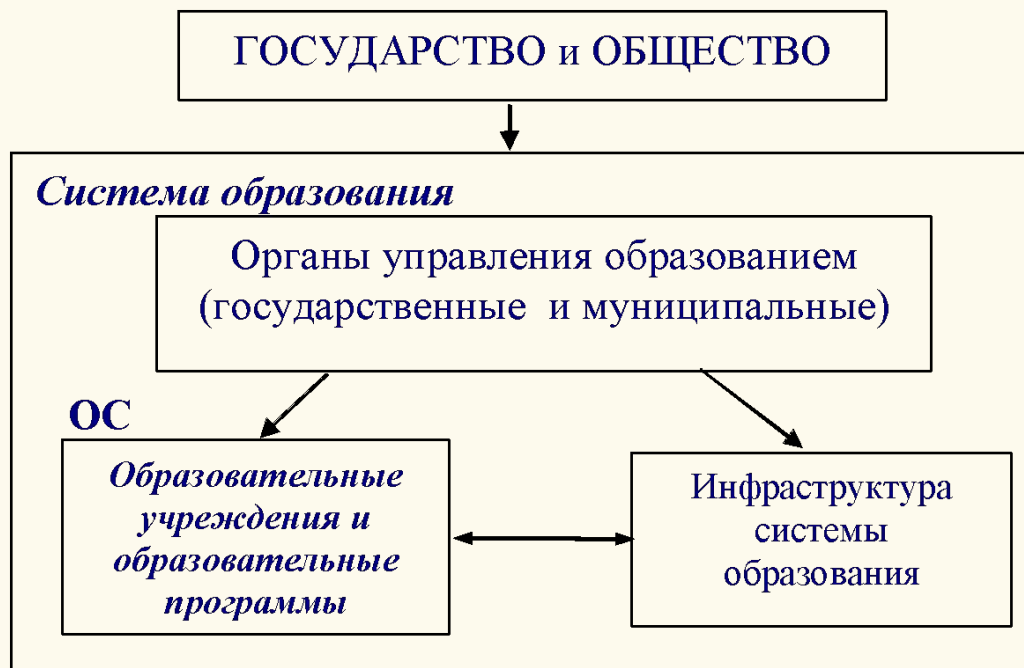 ГОСУДАРСТВО и ОБЩЕСТВО
Система образования
Органы управления образованием
(государственные и муниципальные)
ОС
Образовательные
учреждения и
образовательные
программы
Инфраструктура
системы
образования